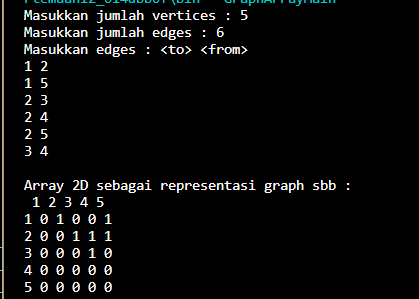 Masukkan jumlah vertices : 5
Masukkan jumlah edges : 6
Masukkan edges : <to> <from>
1 2
1 5
2 3
2 4
2 5
3 4
Array 2D sebagai representasi graph sbb :
1 2 3 4 5
1 0 1 0 0 1
2 0 0 1 1 1
3 0 0 0 1 0
4 0 0 0 0 0
5 0 0 0 0 0